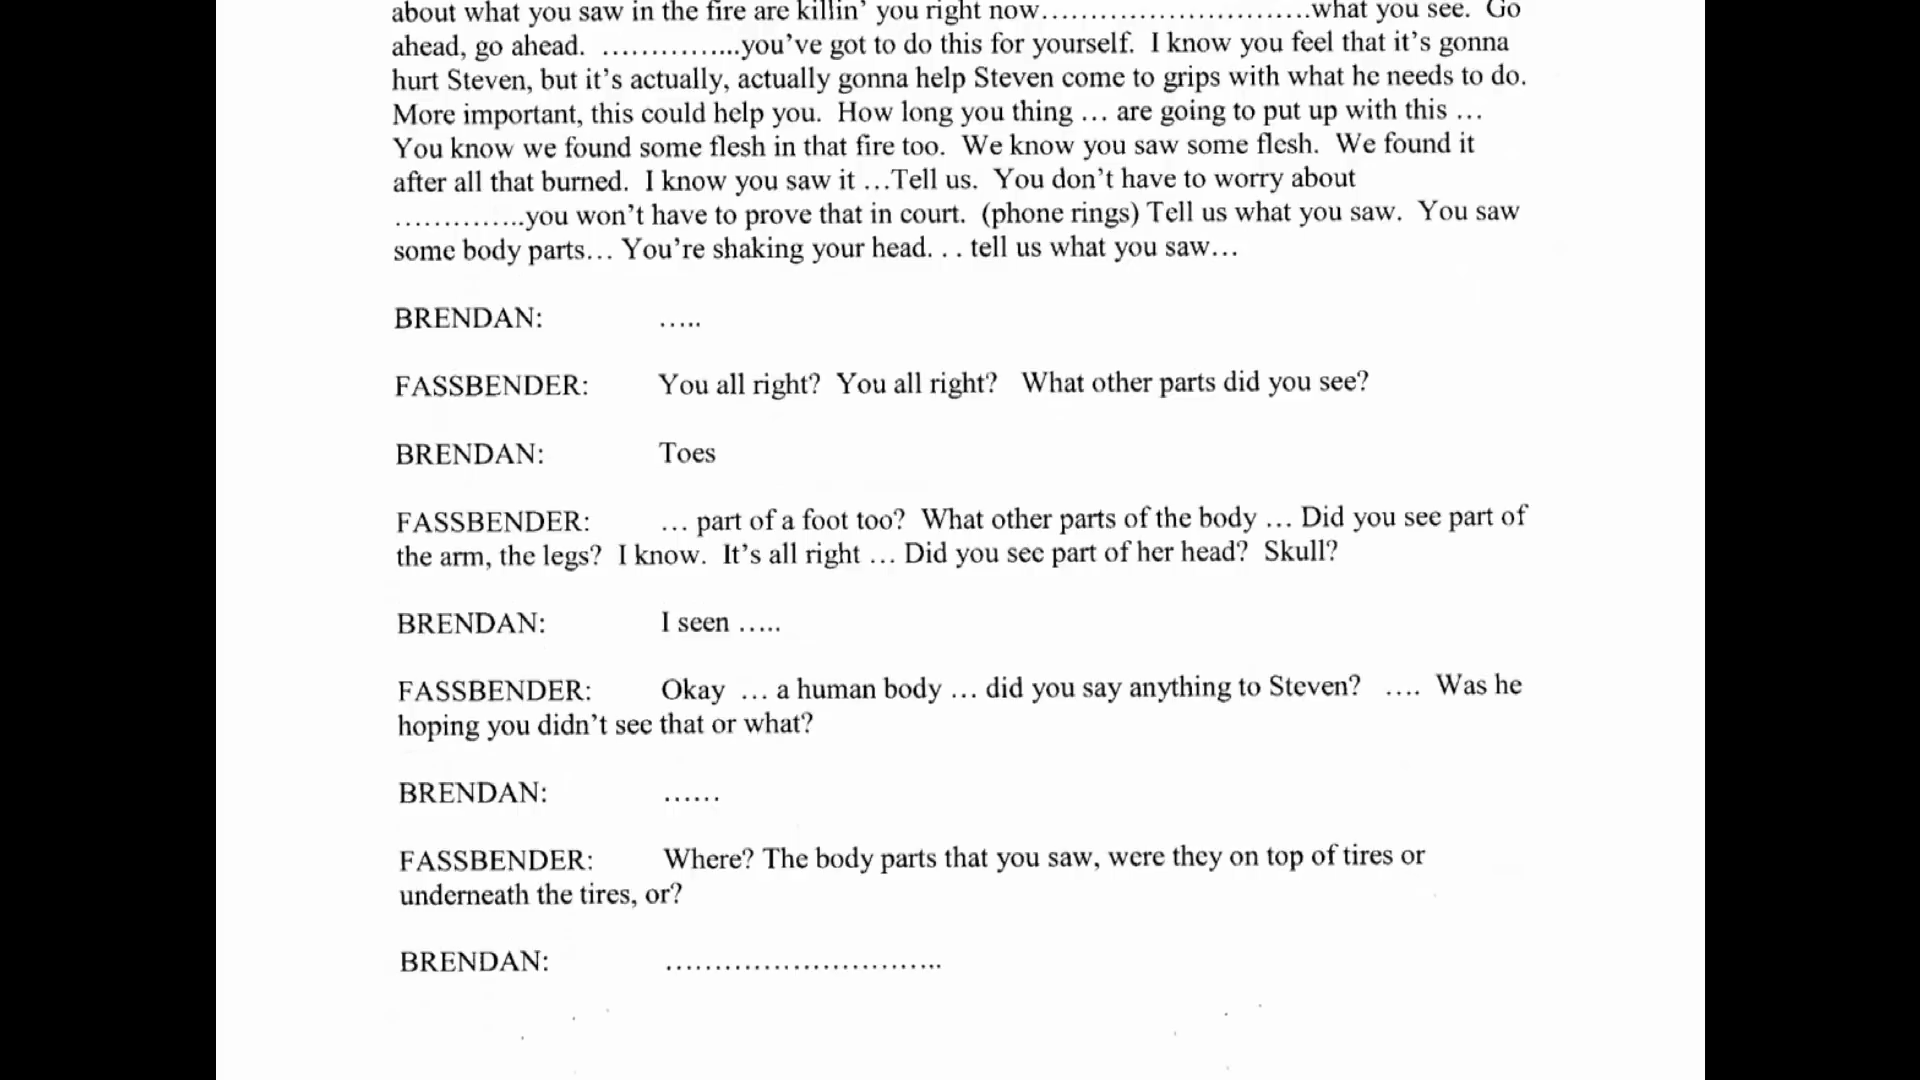 about what you saw in the fire are killin' you right now………………………..what you see.  Go
ahead, go ahead.  …………...you've got to do this for yourself.  I know you feel that it's gonna
hurt Steven, but it's actually, actually gonna help Steven come to grips with what he needs to do.
More important, this could help you.  How long you thing … are going to put up with this …
You know we found some flesh in that fire too.  We know you saw some flesh.  We found it
after all that burned.  I know you saw it …Tell us.  You don't have to worry about
…………..you won't have to prove that in court.  (phone rings) Tell us what you saw.  You saw
some body parts… You're shaking your head. . . tell us what you saw…
BRENDAN: …..
FASSBENDER: You all right?  You all right?   What other parts did you see?
BRENDAN: Toes
FASSBENDER: … part of a foot too?  What other parts of the body … Did you see part of
the arm, the legs?  I know.  It's all right … Did you see part of her head?  Skull?
BRENDAN: I seen …..
FASSBENDER: Okay  … a human body … did you say anything to Steven?   ….  Was he
hoping you didn't see that or what?
BRENDAN: ……
FASSBENDER: Where? The body parts that you saw, were they on top of tires or
underneath the tires, or?
BRENDAN: ………………………..